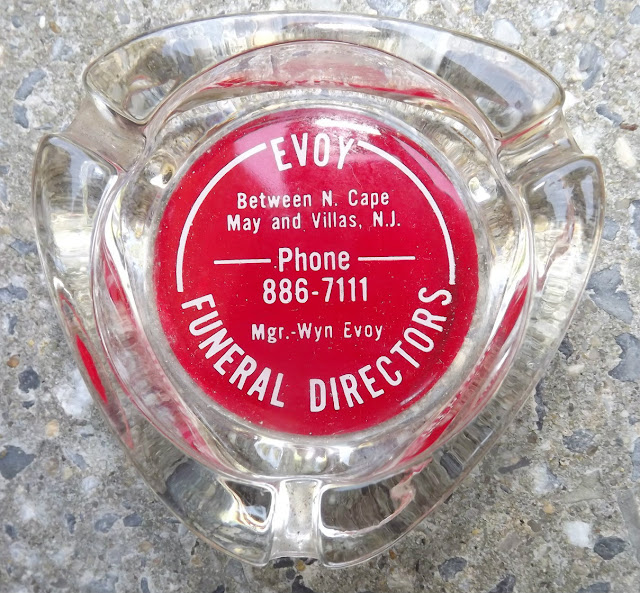 EVOY
Between N. Cape
May and Villas, N.J.
Phone
886-7111
Mgr.-Wyn Evoy
FUNERAL DIRECTORS